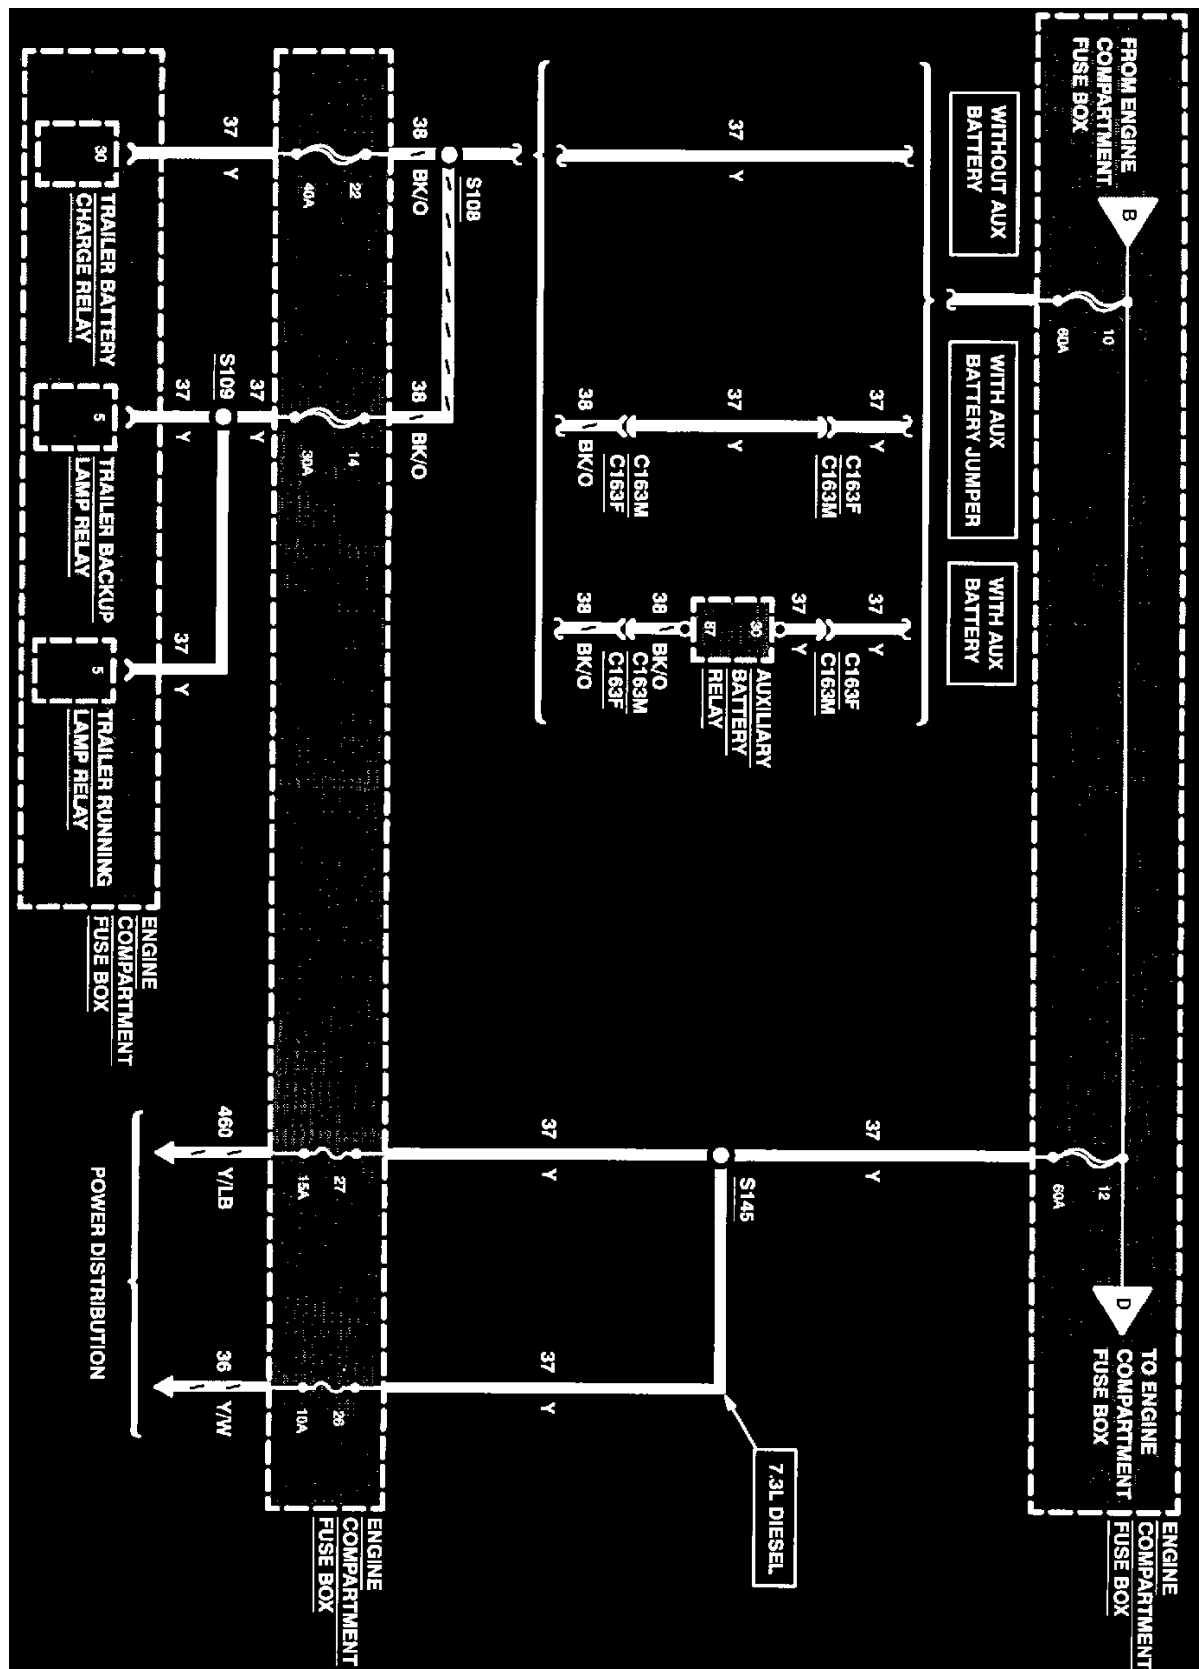 FROM ENGINE
COMPARTMENT
FUSE BOX
B
10
60A
12
60A
D
TO ENGINE
COMPARTMENT
FUSE BOX
ENGINE
COMPARTMENT
FUSE BOX
WITHOUT AUX
BATTERY
WITH AUX
BATTERY JUMPER
WITH AUX
BATTERY
37
Y
37
Y
C163F
C163M
37
Y
C163M
C163F
38
BK/O
37
Y
C163F
C163M
37
Y
30
87
AUXILIARY
BATTERY
RELAY
38
BK/O
C163M
C163F
38
BK/O
37
Y
S145
37
Y
37
Y
7.3L DIESEL
S108
38
BK/O
38
BK/O
22
40A
14
30A
27
15A
26
10A
ENGINE
COMPARTMENT
FUSE BOX
37
Y
37
Y
S109
37
Y
37
Y
460
Y/LB
36
Y/W
POWER DISTRIBUTION
30
TRAILER BATTERY
CHARGE RELAY
5
TRAILER BACKUP
LAMP RELAY
5
TRAILER RUNNING
LAMP RELAY
ENGINE
COMPARTMENT
FUSE BOX